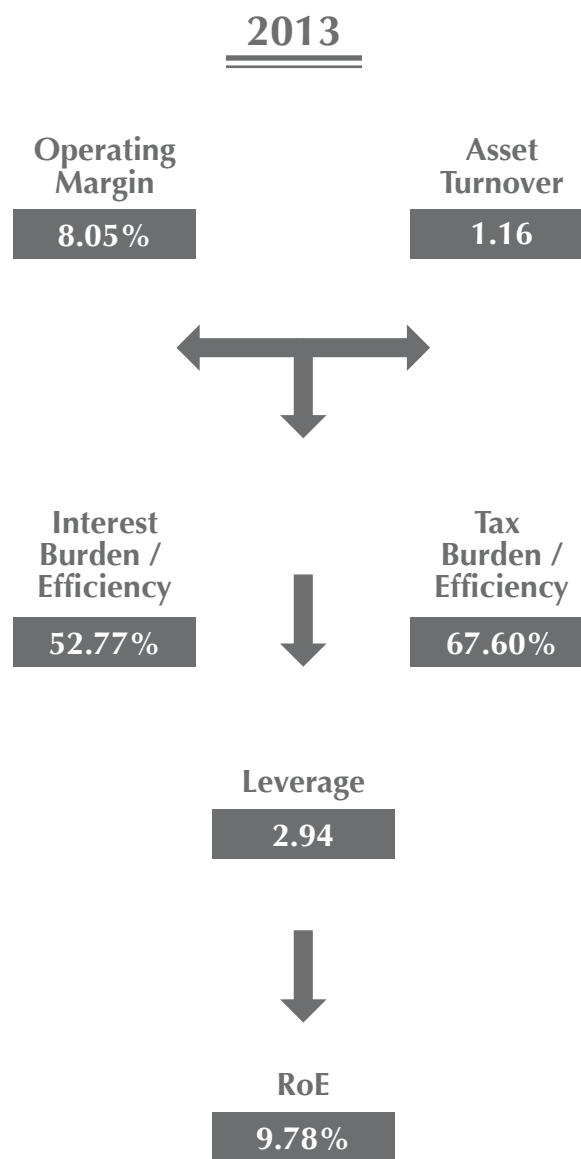 2013
Operating
Margin
8.05%
Asset
Turnover
1.16
Interest
Burden /
Efficiency
52.77%
Tax
Burden /
Efficiency
67.60%
Leverage
2.94
RoE
9.78%